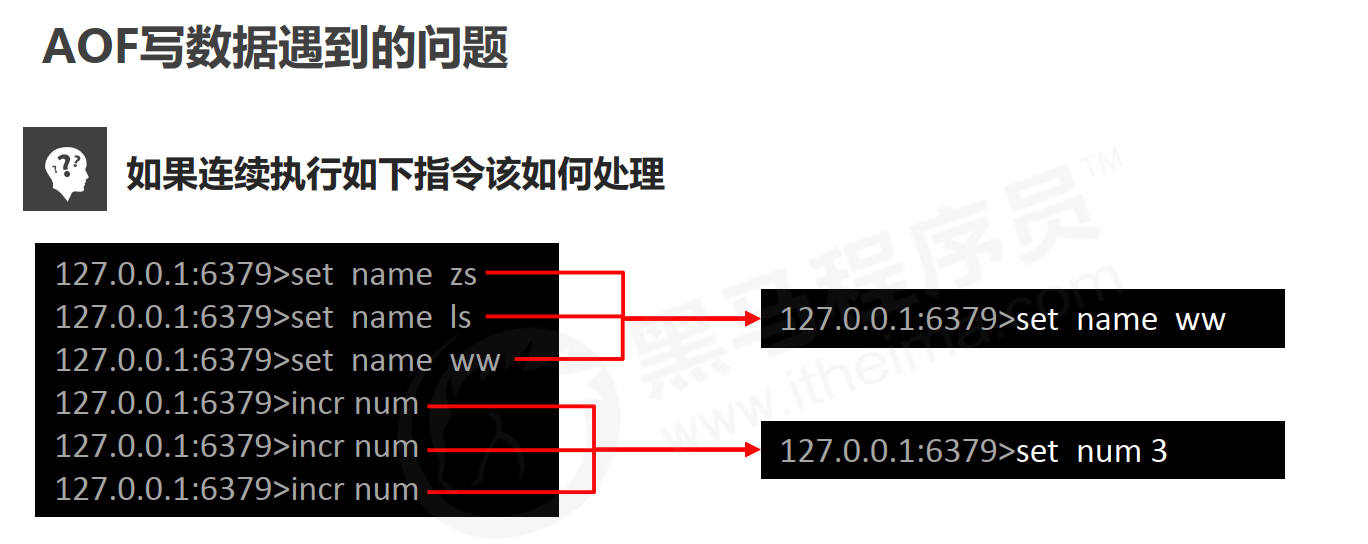 AOF写数据遇到的问题
如果连续执行如下指令该如何处理
127.0.0.1:6379>set name zs
127.0.0.1:6379>set name ls
127.0.0.1:6379>set name ww
127.0.0.1:6379>incr num
127.0.0.1:6379>incr num
127.0.0.1:6379>incr num
127.0.0.1:6379>set name ww
127.0.0.1:6379>set num 3
黑马程序员™
www.itheima.com